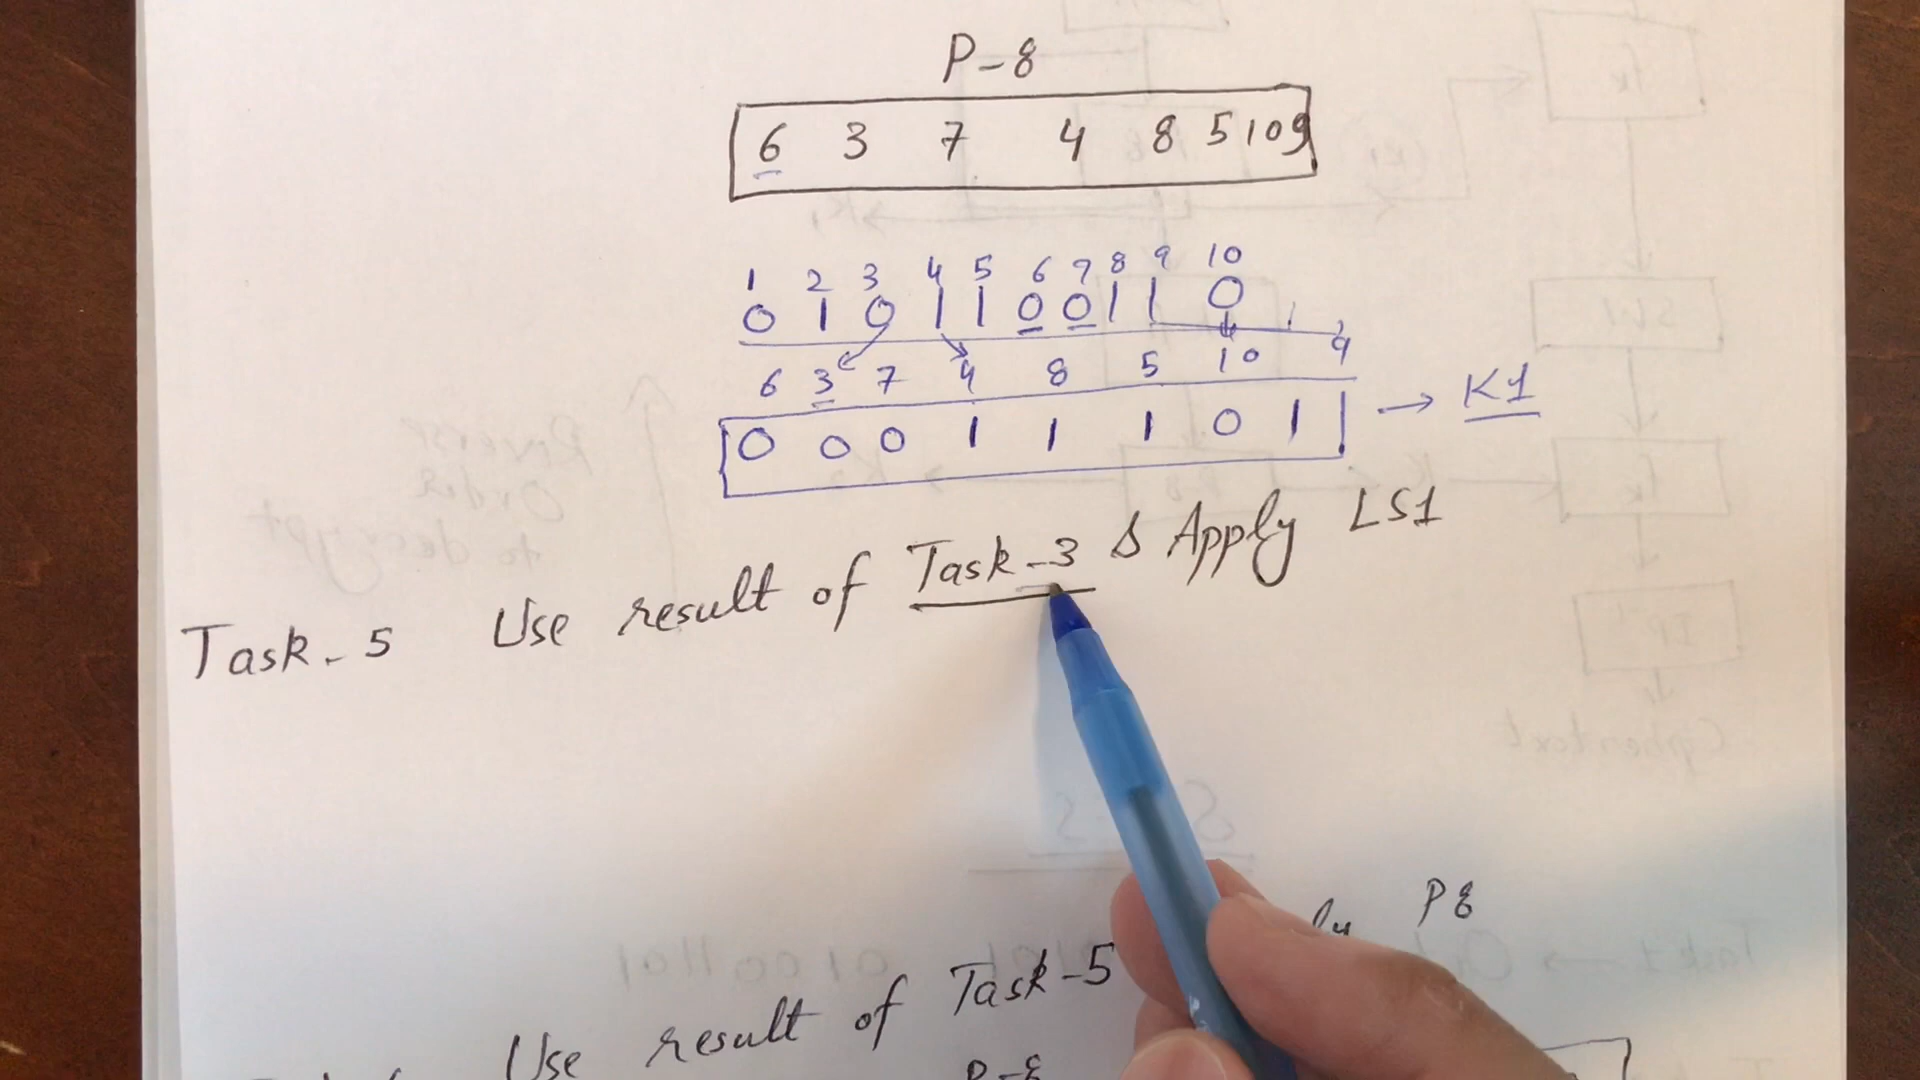 P-8
6 3 7 4 8 5 10 9
1 2 3 4 5 6 7 8 9 10
0 1 0 1 1 0 0 1 1 0
6 3 7 4 8 5 10 9
0 0 0 1 1 1 0 1 → K1
Task-5 Use result of Task-3 & Apply LS1
Use result of Task-5 P8
P-8